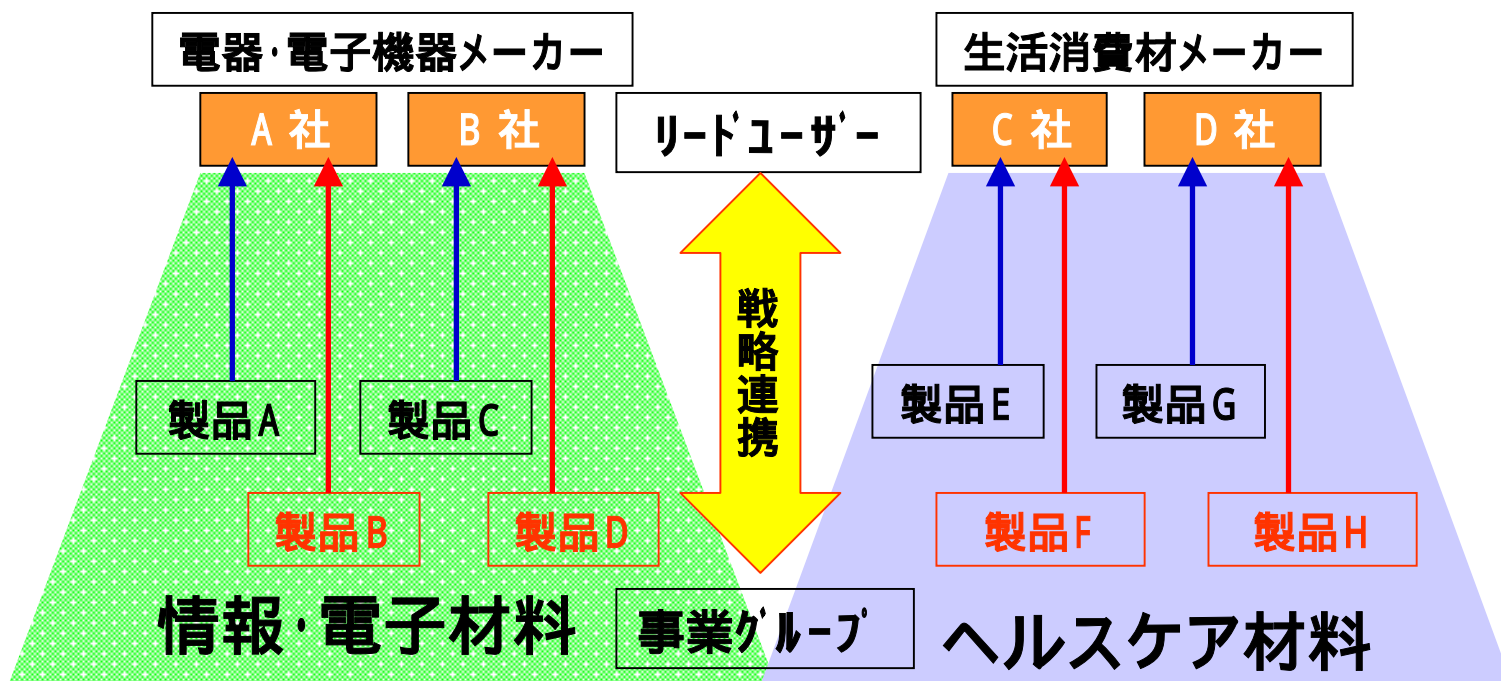 電器・電子機器メーカー
生活消費材メーカー
A 社
B 社
リードユーザー
C 社
D 社
戦略連携
製品A
製品C
製品E
製品G
製品B
製品D
製品F
製品H
情報・電子材料
事業グループ
ヘルスケア材料